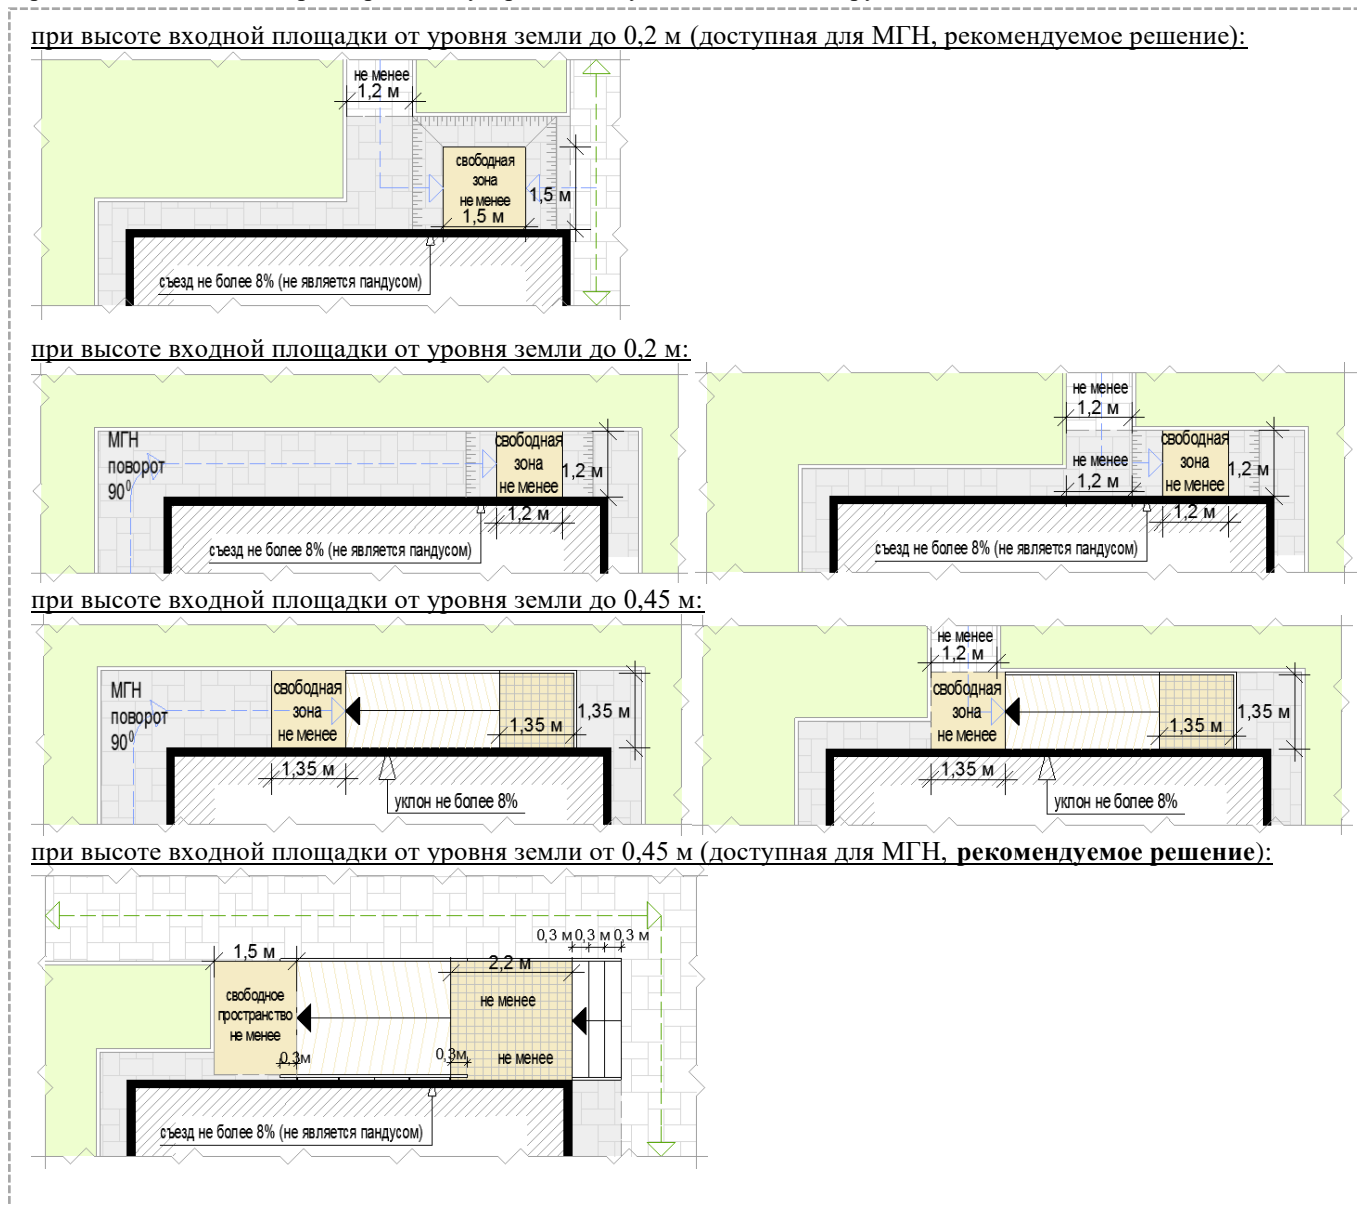 при высоте входной площадки от уровня земли до 0,2 м (доступная для МГН, рекомендуемое решение):
не менее
1,2 м
свободная
зона
не менее
1,5 м
1,5 м
съезд не более 8% (не является пандусом)
при высоте входной площадки от уровня земли до 0,2 м:
МГН
поворот
90⁰
свободная
зона
не менее
1,2 м
1,2 м
съезд не более 8% (не является пандусом)
не менее
1,2 м
не менее
1,2 м
свободная
зона
не менее
1,2 м
1,2 м
съезд не более 8% (не является пандусом)
при высоте входной площадки от уровня земли до 0,45 м:
МГН
поворот
90⁰
свободная
зона
не менее
1,35 м
1,35 м
1,35 м
уклон не более 8%
не менее
1,2 м
свободная
зона
не менее
1,35 м
1,35 м
1,35 м
уклон не более 8%
при высоте входной площадки от уровня земли от 0,45 м (доступная для МГН, рекомендуемое решение):
0,3 м 0,3 м 0,3 м
1,5 м
2,2 м
свободное
пространство
не менее
не менее
0,3м
0,3м
не менее
съезд не более 8% (не является пандусом)